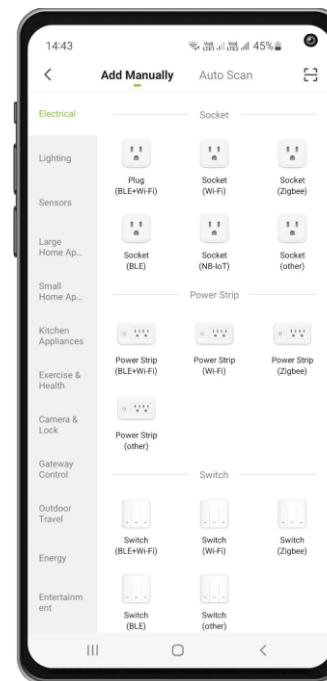 14:43
45%
Add Manually
Auto Scan
Electrical
Lighting
Sensors
Large
Home Ap...
Small
Home Ap...
Kitchen
Appliances
Exercise &
Health
Camera &
Lock
Gateway
Control
Outdoor
Travel
Energy
Entertainm
ent
Socket
Plug
(BLE+Wi-Fi)
Socket
(Wi-Fi)
Socket
(Zigbee)
Socket
(BLE)
Socket
(NB-IoT)
Socket
(other)
Power Strip
Power Strip
(BLE+Wi-Fi)
Power Strip
(Wi-Fi)
Power Strip
(Zigbee)
Power Strip
(other)
Switch
Switch
(BLE+Wi-Fi)
Switch
(Wi-Fi)
Switch
(Zigbee)
Switch
(BLE)
Switch
(other)